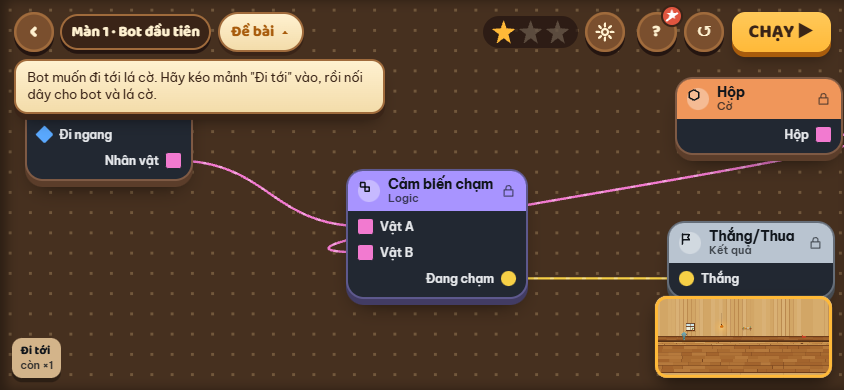 Màn 1 · Bot đầu tiên
Đề bài
?
CHẠY
Bot muốn đi tới lá cờ. Hãy kéo mảnh "Đi tới" vào, rồi nối
dây cho bot và lá cờ.
Đi ngang
Nhân vật
Cảm biến chạm
Logic
Vật A
Vật B
Đang chạm
Hộp
Cờ
Hộp
Thắng/Thua
Kết quả
Thắng
Đi tới
còn ×1